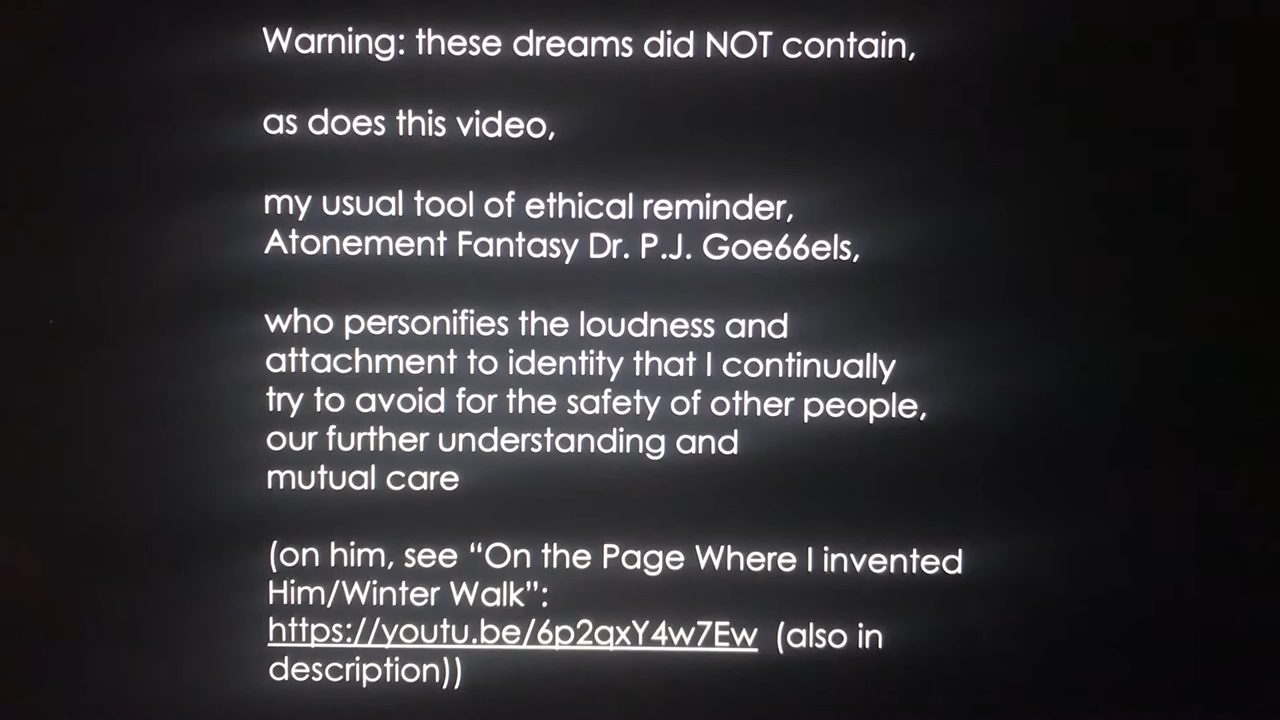 Warning: these dreams did NOT contain,
as does this video,
my usual tool of ethical reminder,
Atonement Fantasy Dr. P.J. Goe66els,
who personifies the loudness and
attachment to identity that I continually
try to avoid for the safety of other people,
our further understanding and
mutual care
(on him, see “On the Page Where I invented
Him/Winter Walk”:
https://youtu.be/6p2qxY4w7Ew (also in
description))